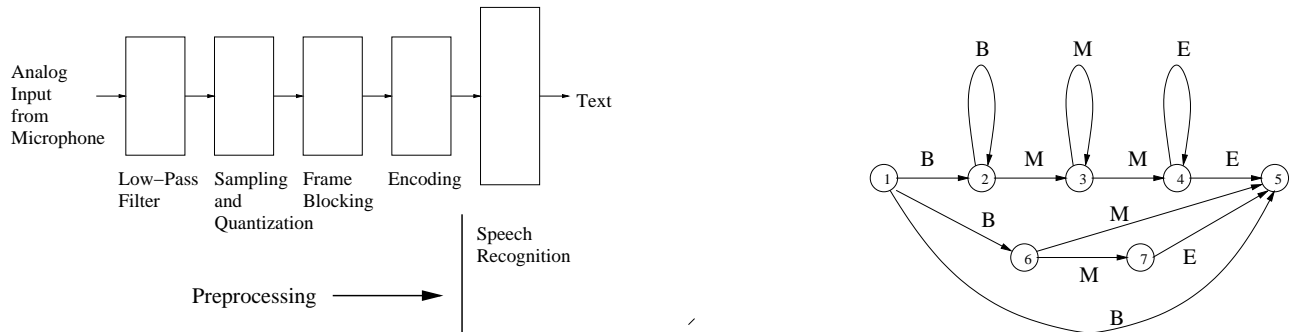 Analog
Input
from
Microphone
Text
Low−Pass
Filter
Sampling
and
Quantization
Frame
Blocking
Encoding
Speech
Recognition
Preprocessing
B
M
E
B
M
M
E
1
2
3
4
5
B
M
6
M
7
E
B